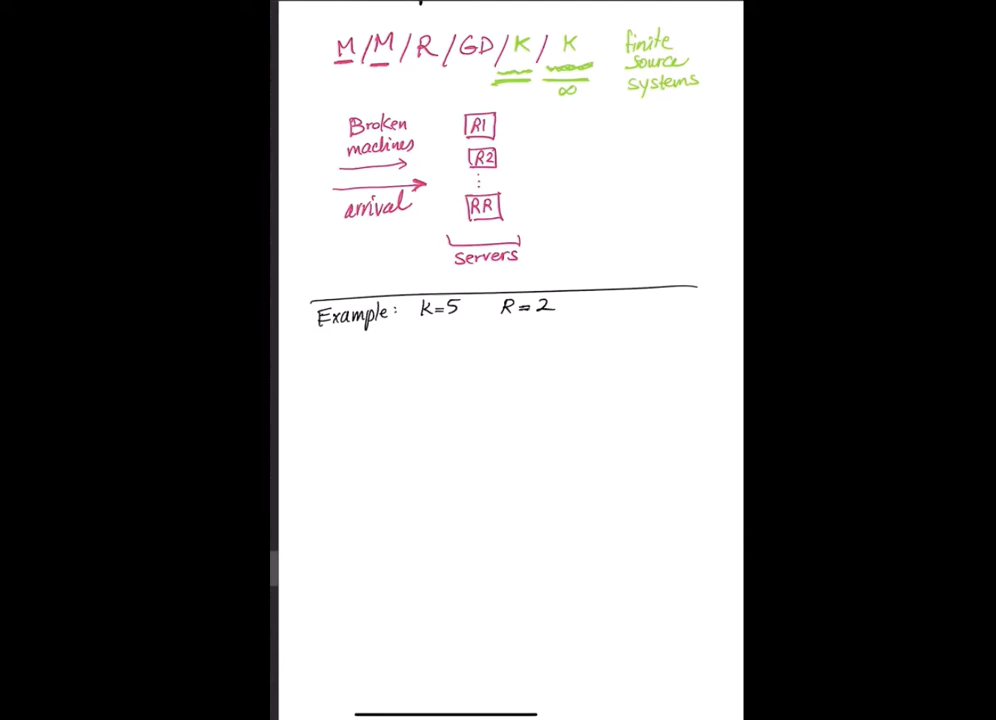 M/M/R/GD/K/K finite
source
∞ systems
Broken
machines
arrival
R1
R2
⋮
RR
servers
Example: K=5 R=2